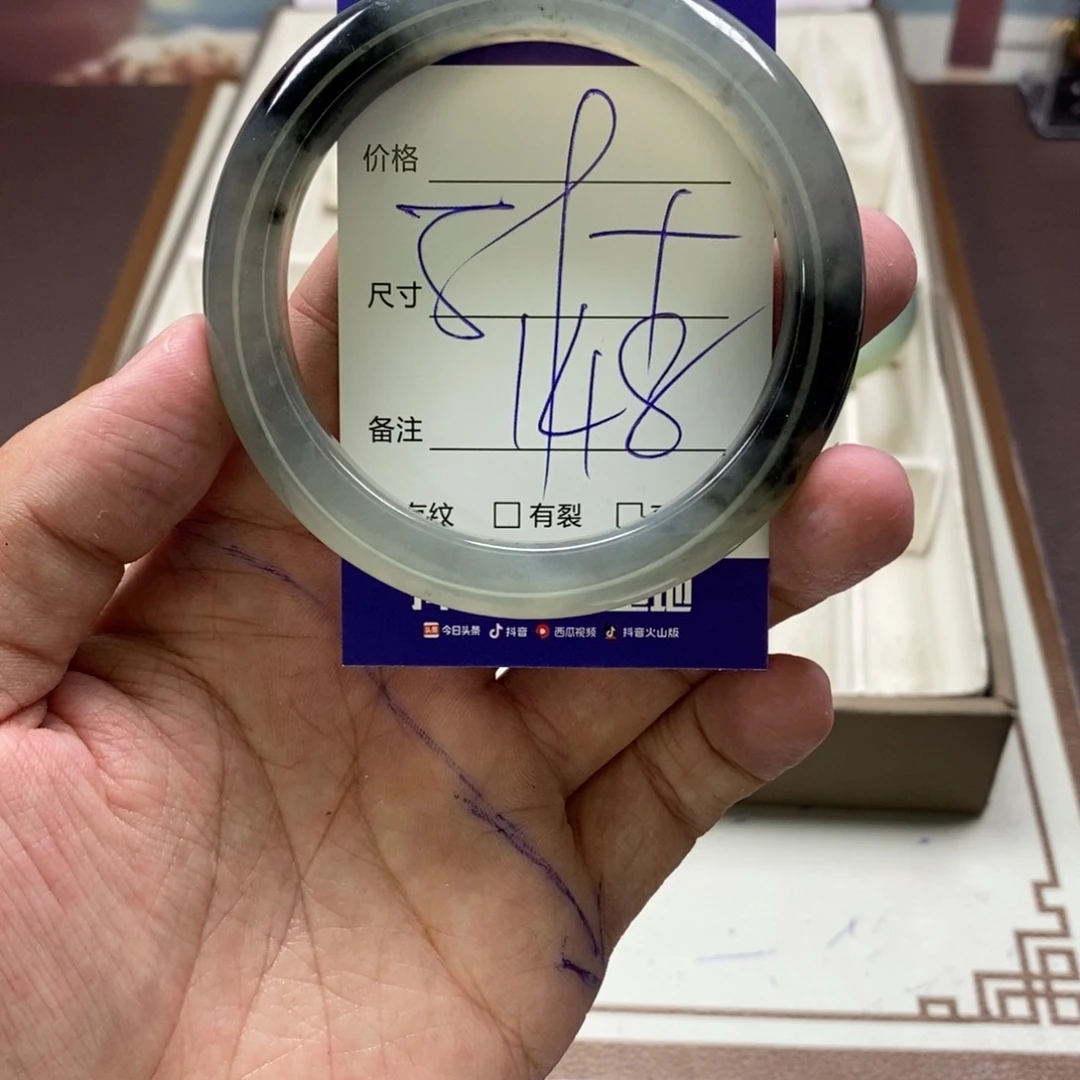 价格
尺寸
148
备注
纹 □有裂 □
今日头条 抖音 西瓜视频 抖音火山版